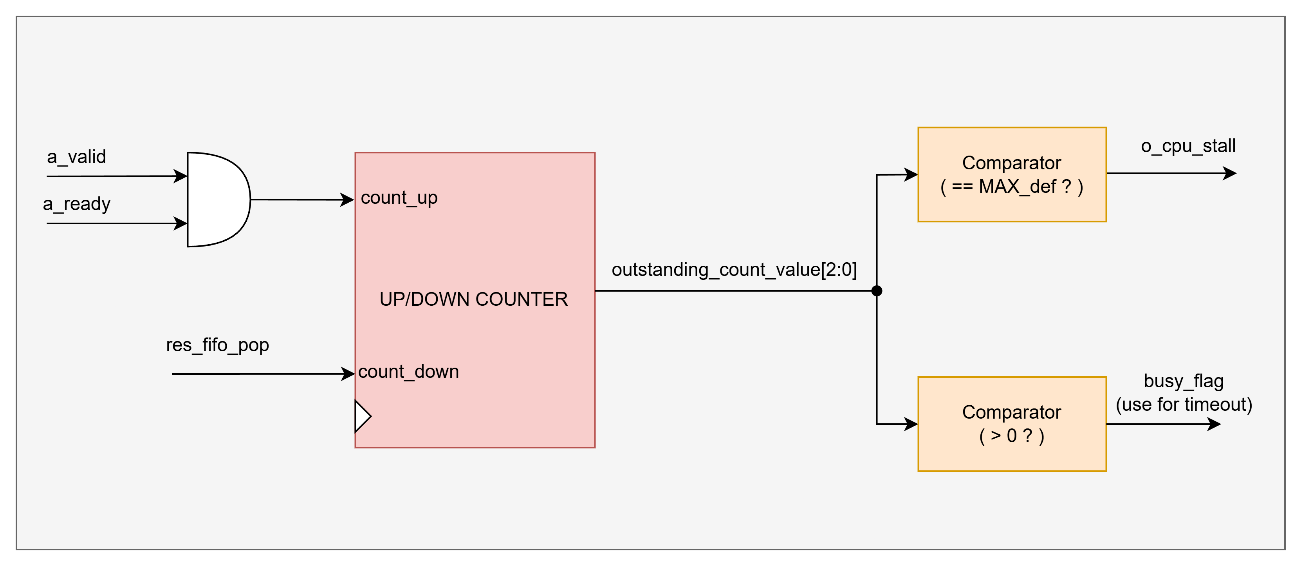 a_valid
a_ready
count_up
UP/DOWN COUNTER
res_fifo_pop
count_down
outstanding_count_value[2:0]
Comparator
( == MAX_def ? )
o_cpu_stall
Comparator
( > 0 ? )
busy_flag
(use for timeout)